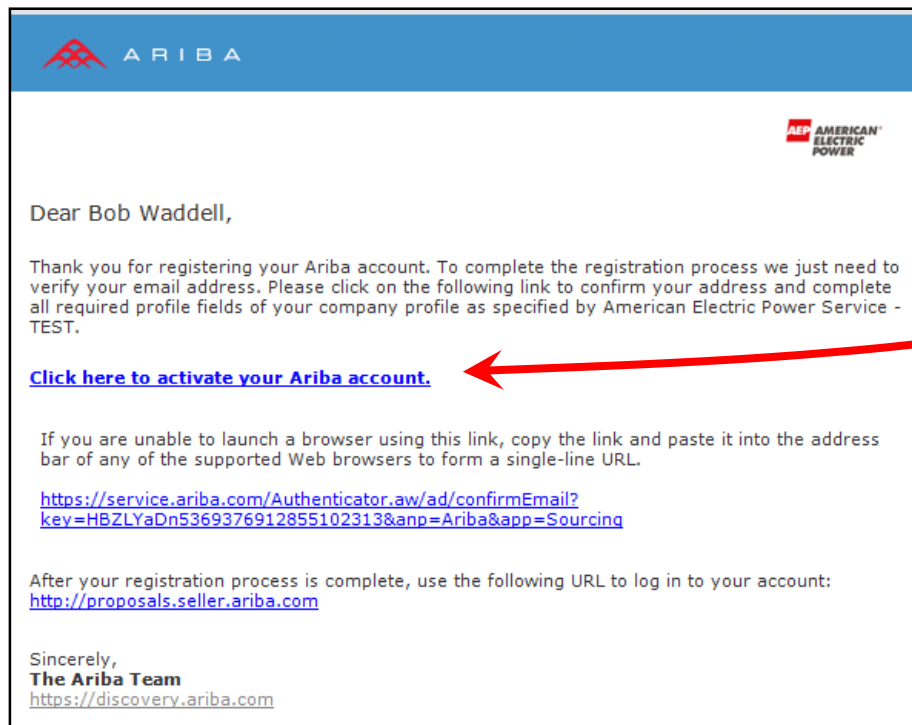 ARIBA
AEP AMERICAN
ELECTRIC
POWER
Dear Bob Waddell,
Thank you for registering your Ariba account. To complete the registration process we just need to
verify your email address. Please click on the following link to confirm your address and complete
all required profile fields of your company profile as specified by American Electric Power Service -
TEST.
Click here to activate your Ariba account.
If you are unable to launch a browser using this link, copy the link and paste it into the address
bar of any of the supported Web browsers to form a single-line URL.
https://service.ariba.com/Authenticator.aw/ad/confirmEmail?
key=HBZLYaDn5369376912855102313&anp=Ariba&app=Sourcing
After your registration process is complete, use the following URL to log in to your account:
http://proposals.seller.ariba.com
Sincerely,
The Ariba Team
https://discovery.ariba.com